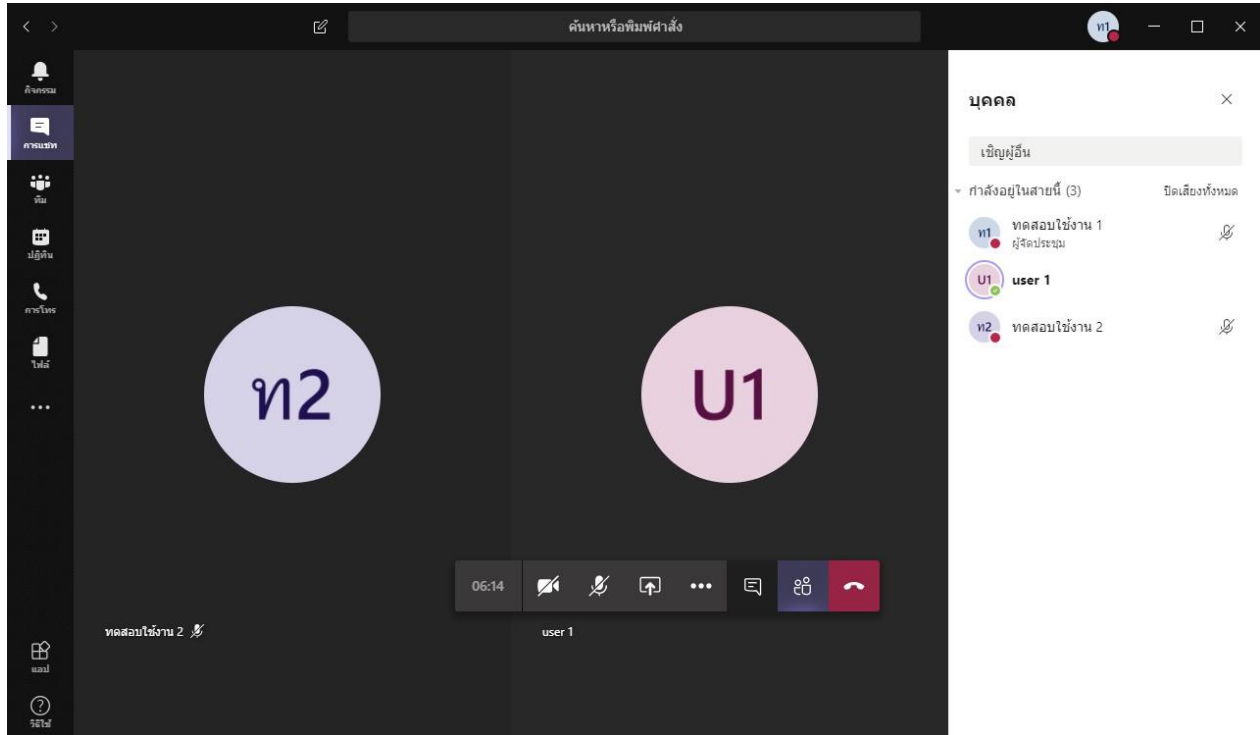 ค้นหาหรือพิมพ์คำสั่ง
ท1
กิจกรรม
การแชท
ทีม
ปฏิทิน
การโทร
ไฟล์
แอป
วิธีใช้
ท2
U1
06:14
ทดสอบใช้งาน 2
user 1
บุคคล
เชิญผู้อื่น
กำลังอยู่ในสายนี้ (3) ปิดเสียงทั้งหมด
ท1 ทดสอบใช้งาน 1
ผู้จัดประชุม
U1 user 1
ท2 ทดสอบใช้งาน 2